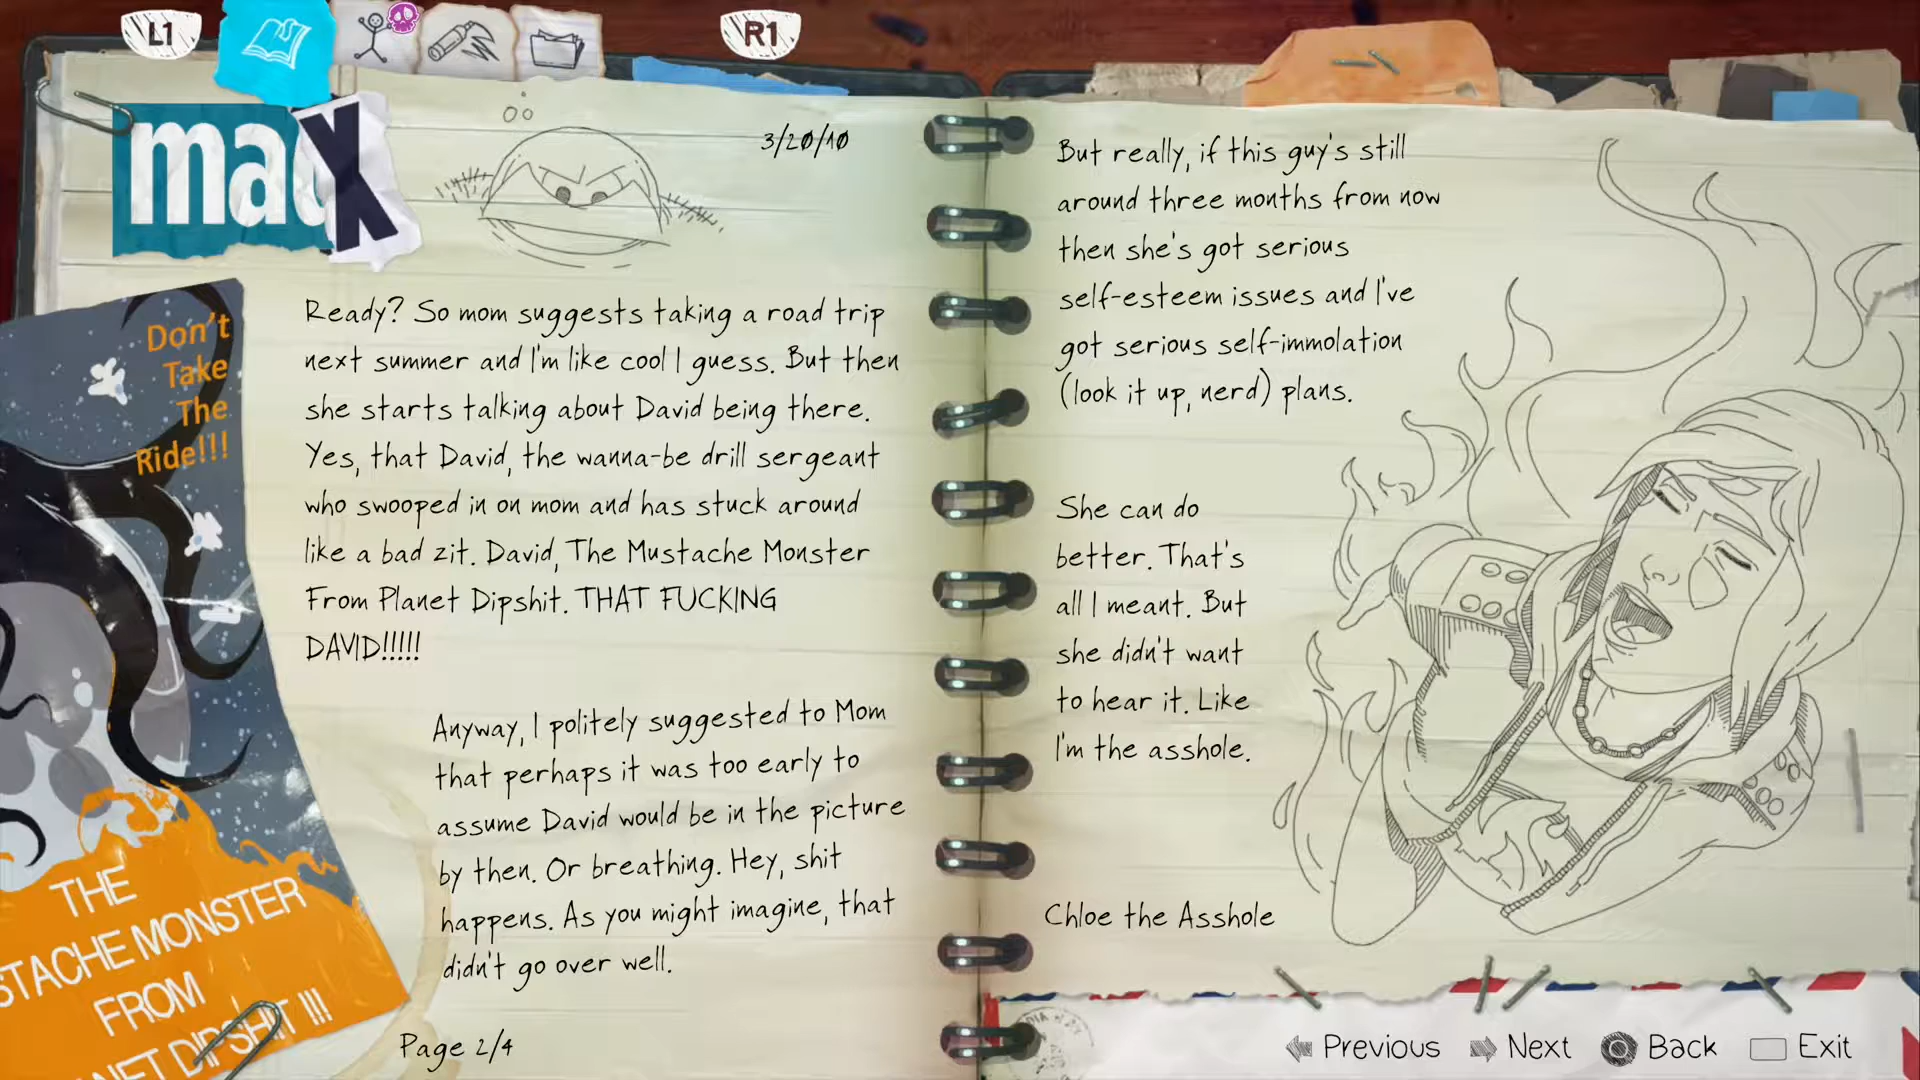 L1
R1
max
3/20/10
Don't
Take
The
Ride!!!
Ready? So mom suggests taking a road trip
next summer and I'm like cool I guess. But then
she starts talking about David being there.
Yes, that David, the wanna-be drill sergeant
who swooped in on mom and has stuck around
like a bad zit. David, The Mustache Monster
From Planet Dipshit. THAT FUCKING
DAVID!!!!!
Anyway, I politely suggested to Mom
that perhaps it was too early to
assume David would be in the picture
by then. Or breathing. Hey, shit
happens. As you might imagine, that
didn't go over well.
THE
STACHE MONSTER
FROM
NET DIPSHIT !!!
Page 2/4
But really, if this guy's still
around three months from now
then she's got serious
self-esteem issues and I've
got serious self-immolation
(look it up, nerd) plans.
She can do
better. That's
all I meant. But
she didn't want
to hear it. Like
I'm the asshole.
Chloe the Asshole
Previous
Next
Back
Exit